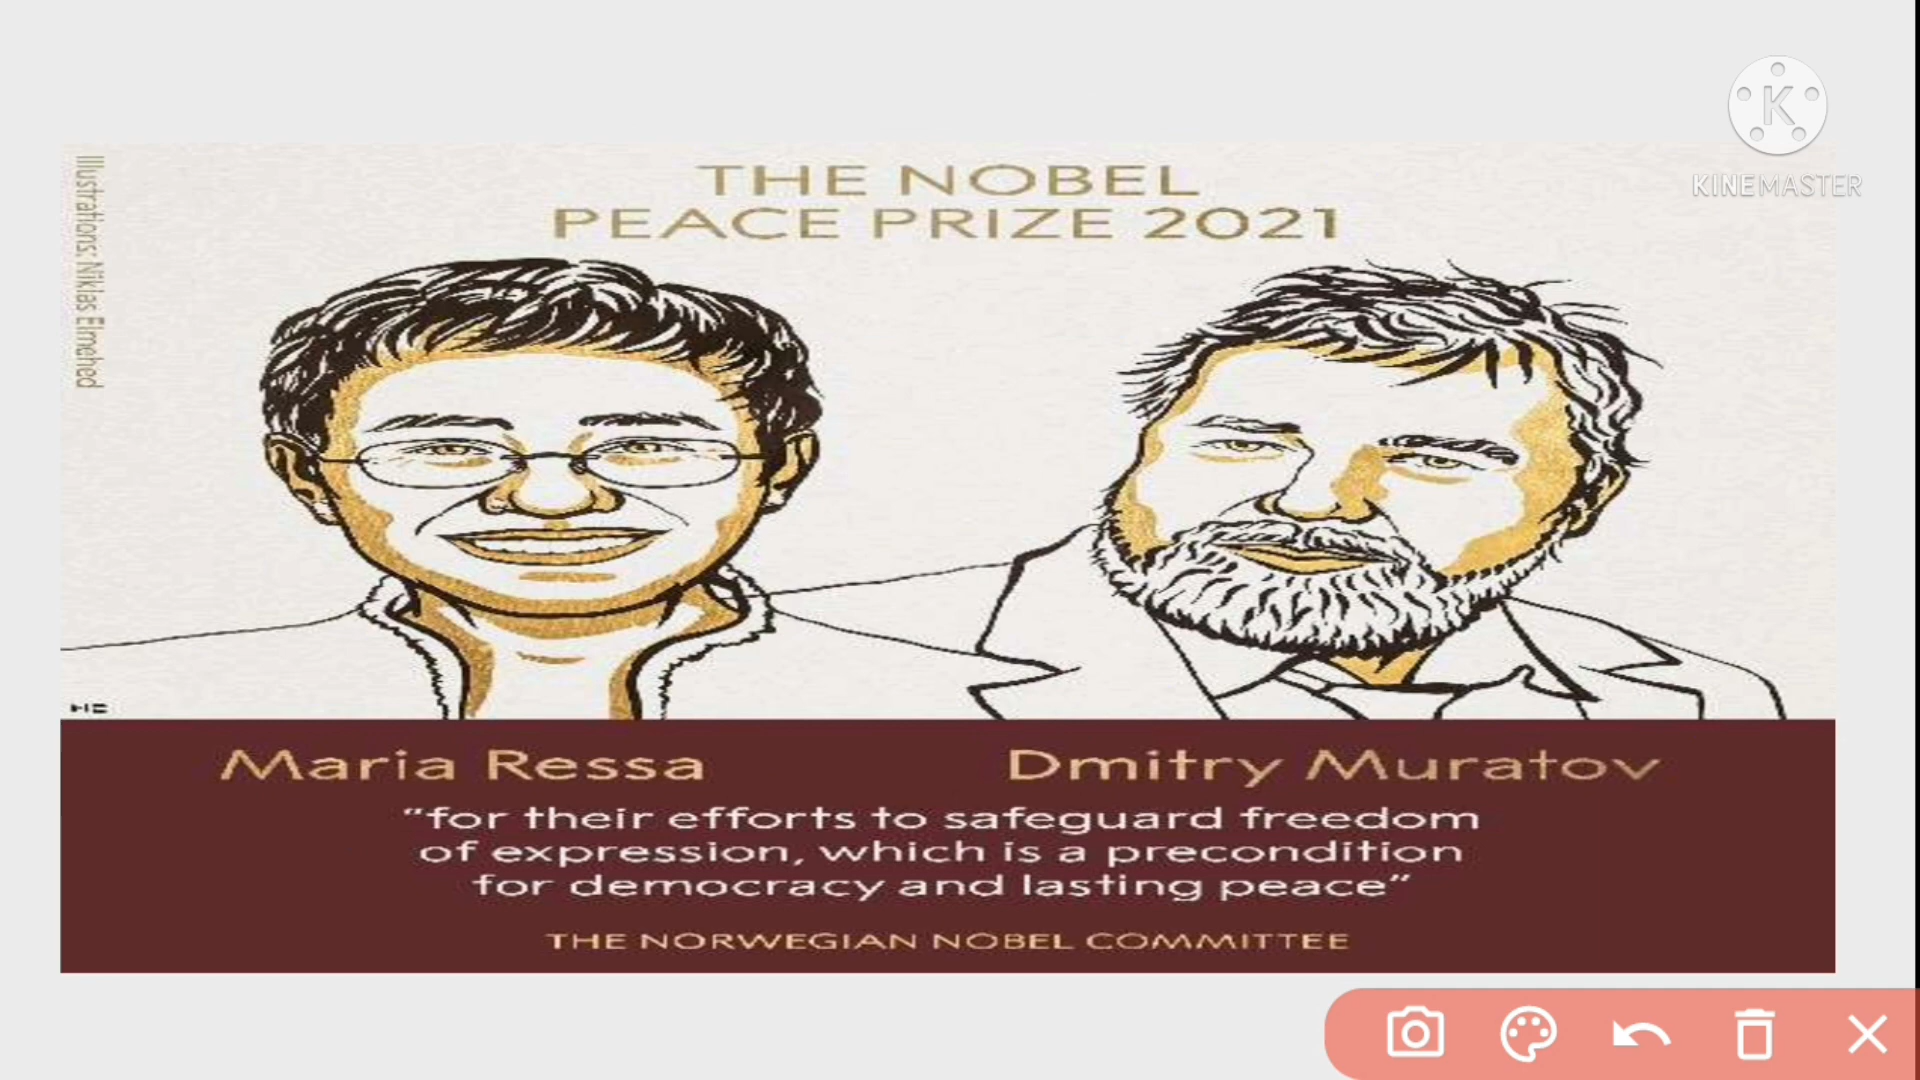 THE NOBEL
PEACE PRIZE 2021
Illustrations: Niklas Elmehed
K
KINEMASTER
Maria Ressa
Dmitry Muratov
“for their efforts to safeguard freedom
of expression, which is a precondition
for democracy and lasting peace”
THE NORWEGIAN NOBEL COMMITTEE